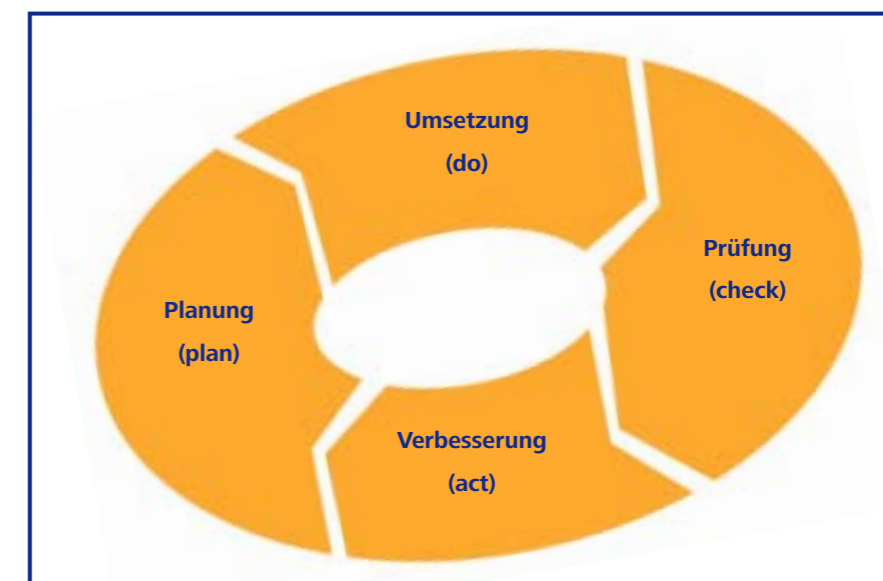 Umsetzung
(do)
Prüfung
(check)
Planung
(plan)
Verbesserung
(act)